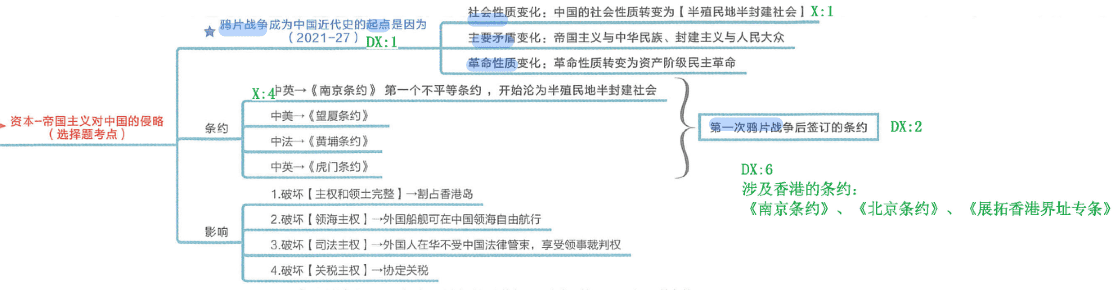 资本-帝国主义对中国的侵略
（选择题考点）
★ 鸦片战争成为中国近代史的起点是因为
（2021-27）
DX:1
社会性质变化：中国的社会性质转变为【半殖民地半封建社会】 X:1
主要矛盾变化：帝国主义与中华民族、封建主义与人民大众
革命性质变化：革命性质转变为资产阶级民主革命
条约
X:4
中英→《南京条约》 第一个不平等条约，开始沦为半殖民地半封建社会
中美→《望厦条约》
中法→《黄埔条约》
中英→《虎门条约》
第一次鸦片战争后签订的条约
DX:2
DX:6
涉及香港的条约:
《南京条约》、《北京条约》、《展拓香港界址专条》
影响
1.破坏【主权和领土完整】→割占香港岛
2.破坏【领海主权】→外国船舰可在中国领海自由航行
3.破坏【司法主权】→外国人在华不受中国法律管束，享受领事裁判权
4.破坏【关税主权】→协定关税